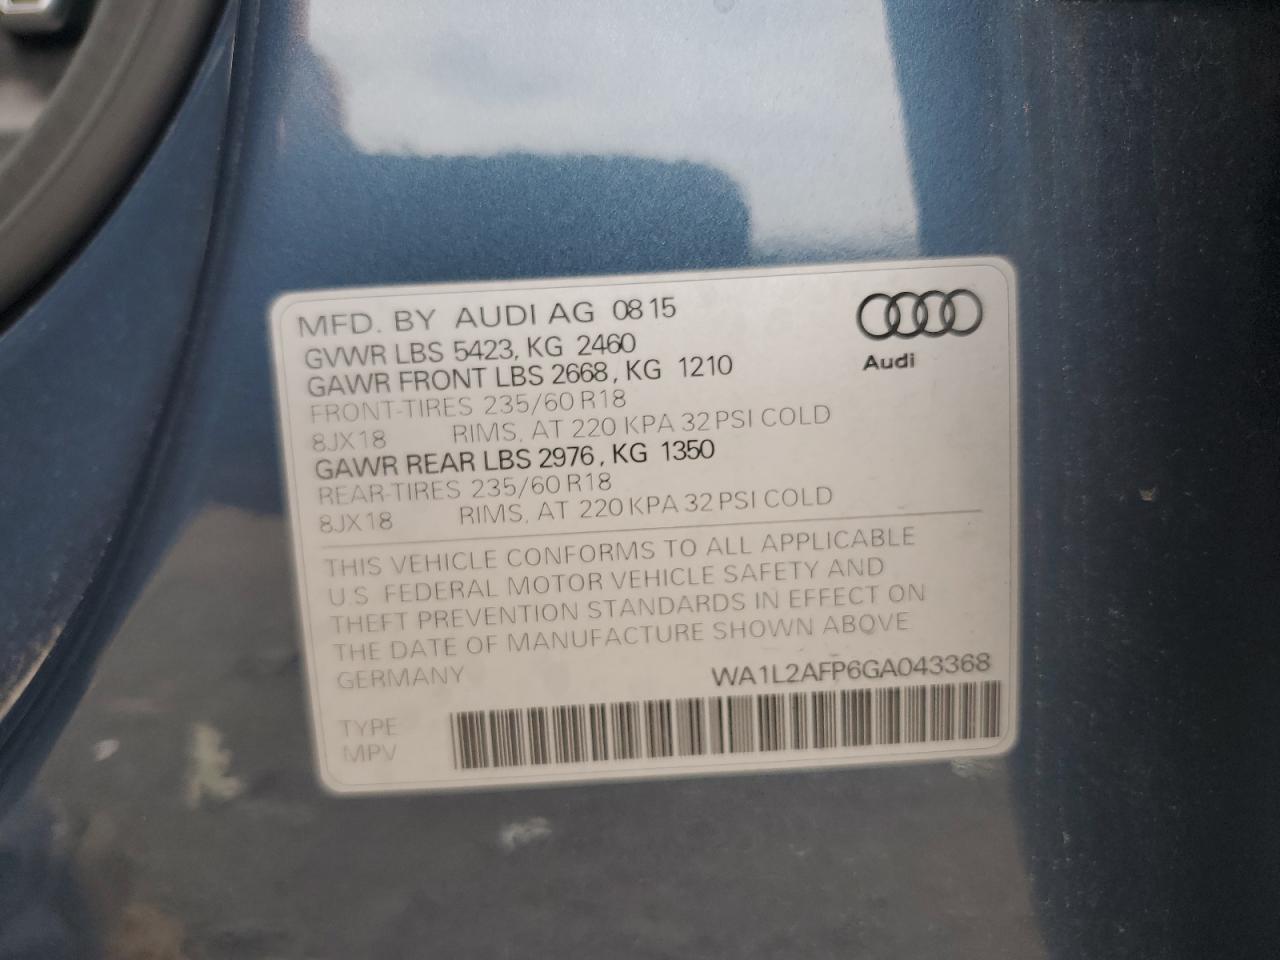 MFD. BY AUDI AG 08 15
GVWR LBS 5423, KG 2460
GAWR FRONT LBS 2668, KG 1210
FRONT-TIRES 235/60 R18
8JX18 RIMS, AT 220 KPA 32 PSI COLD
GAWR REAR LBS 2976, KG 1350
REAR-TIRES 235/60 R18
8JX18 RIMS, AT 220 KPA 32 PSI COLD
Audi
THIS VEHICLE CONFORMS TO ALL APPLICABLE
U.S FEDERAL MOTOR VEHICLE SAFETY AND
THEFT PREVENTION STANDARDS IN EFFECT ON
THE DATE OF MANUFACTURE SHOWN ABOVE
GERMANY WA1L2AFP6GA043368
TYPE
MPV